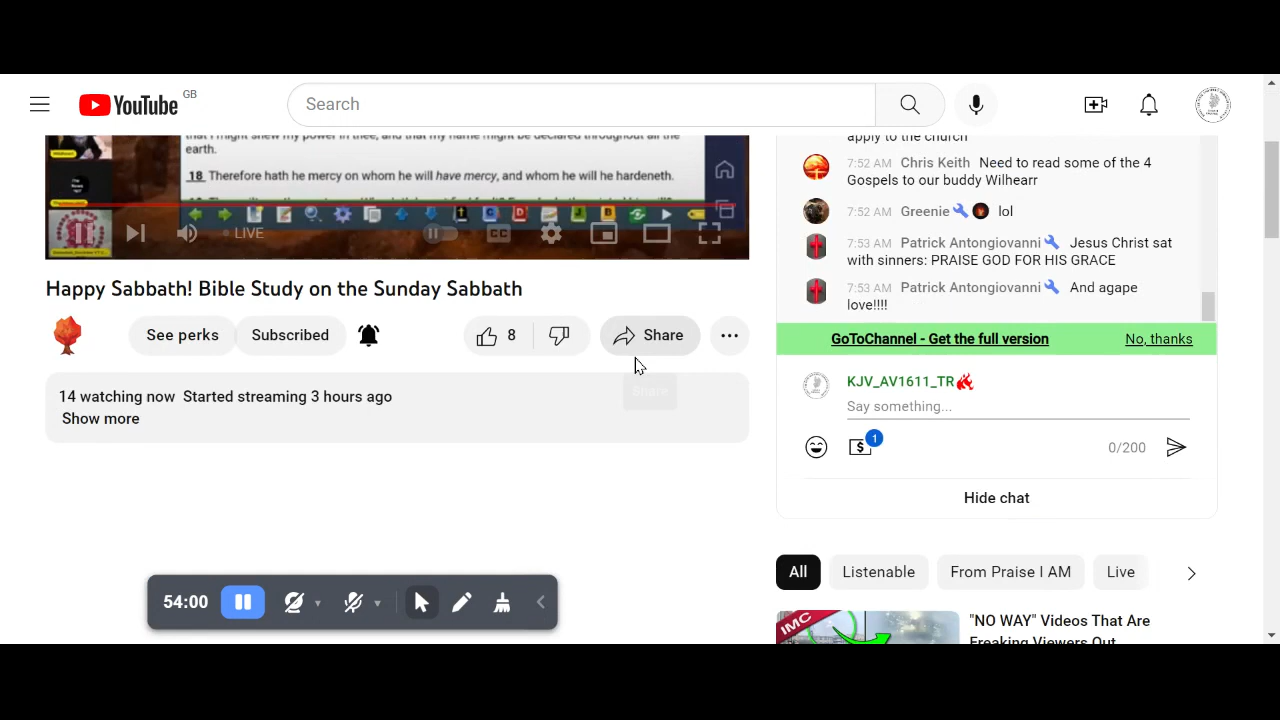 YouTube GB
Search
that I might shew my power in thee, and that my name might be declared throughout all the
earth.
18 Therefore hath he mercy on whom he will have mercy, and whom he will he hardeneth.
LIVE
CC
Happy Sabbath! Bible Study on the Sunday Sabbath
See perks
Subscribed
8
Share
14 watching now Started streaming 3 hours ago
Show more
Share
54:00
apply to the church
7:52 AM Chris Keith Need to read some of the 4
Gospels to our buddy Wilhearr
7:52 AM Greenie lol
7:53 AM Patrick Antongiovanni Jesus Christ sat
with sinners: PRAISE GOD FOR HIS GRACE
7:53 AM Patrick Antongiovanni And agape
love!!!!
GoToChannel - Get the full version No, thanks
KJV_AV1611_TR
Say something...
1
0/200
Hide chat
All Listenable From Praise I AM Live
IMC
"NO WAY" Videos That Are
Freaking Viewers Out